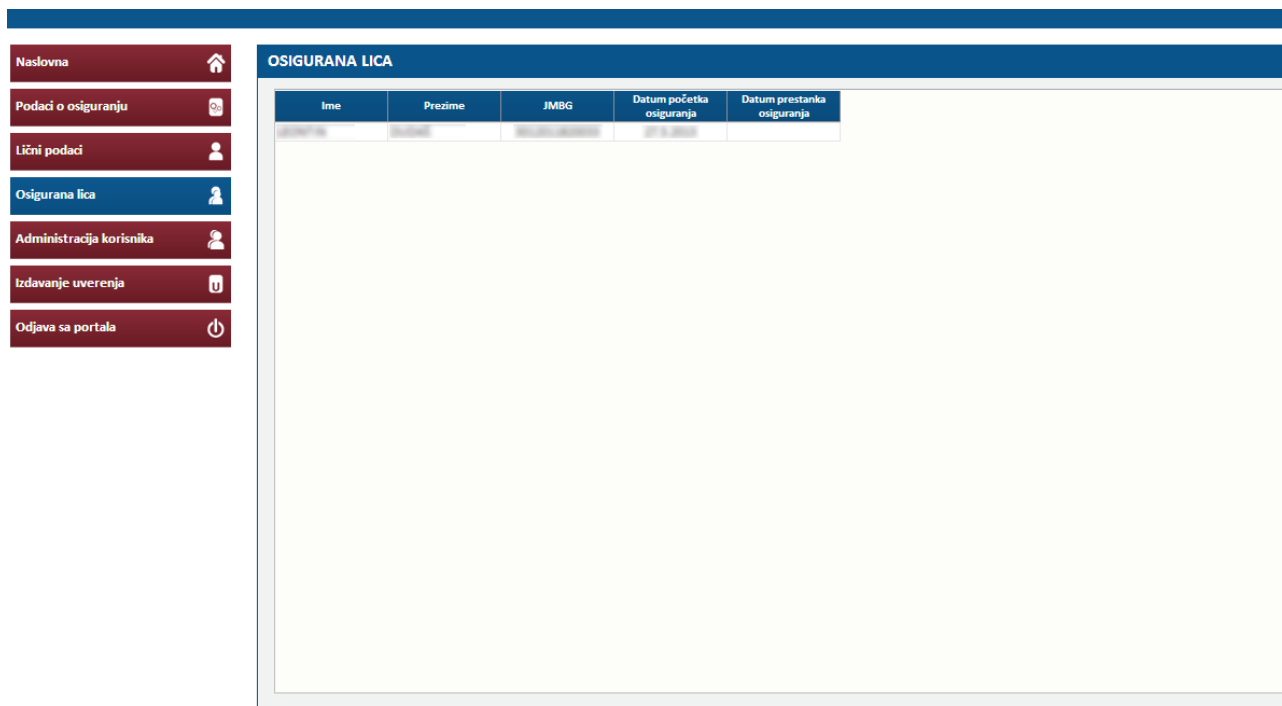 Naslovna
Podaci o osiguranju
Lični podaci
Osigurana lica
Administracija korisnika
Izdavanje uverenja
Odjava sa portala
OSIGURANA LICA
Ime Prezime JMBG Datum početka osiguranja Datum prestanka osiguranja